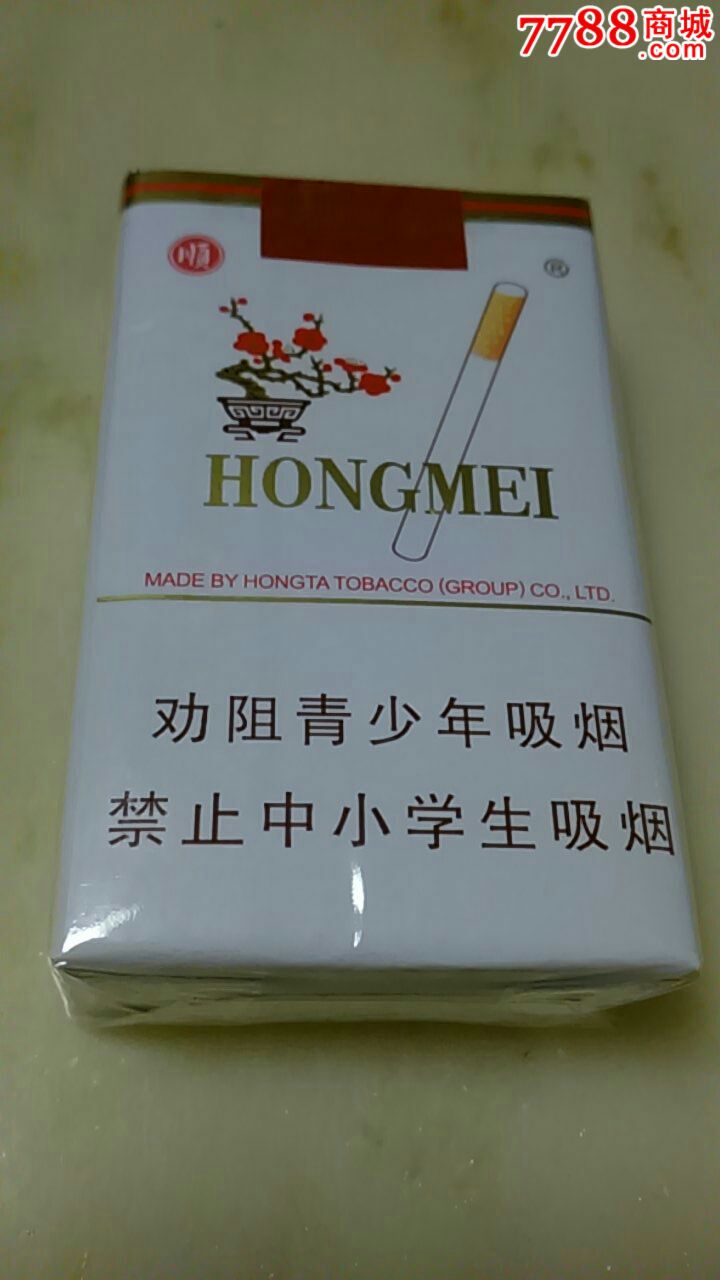 7788商城
.com
順
®
HONGMEI
MADE BY HONGTA TOBACCO (GROUP) CO., LTD.
劝阻青少年吸烟
禁止中小学生吸烟